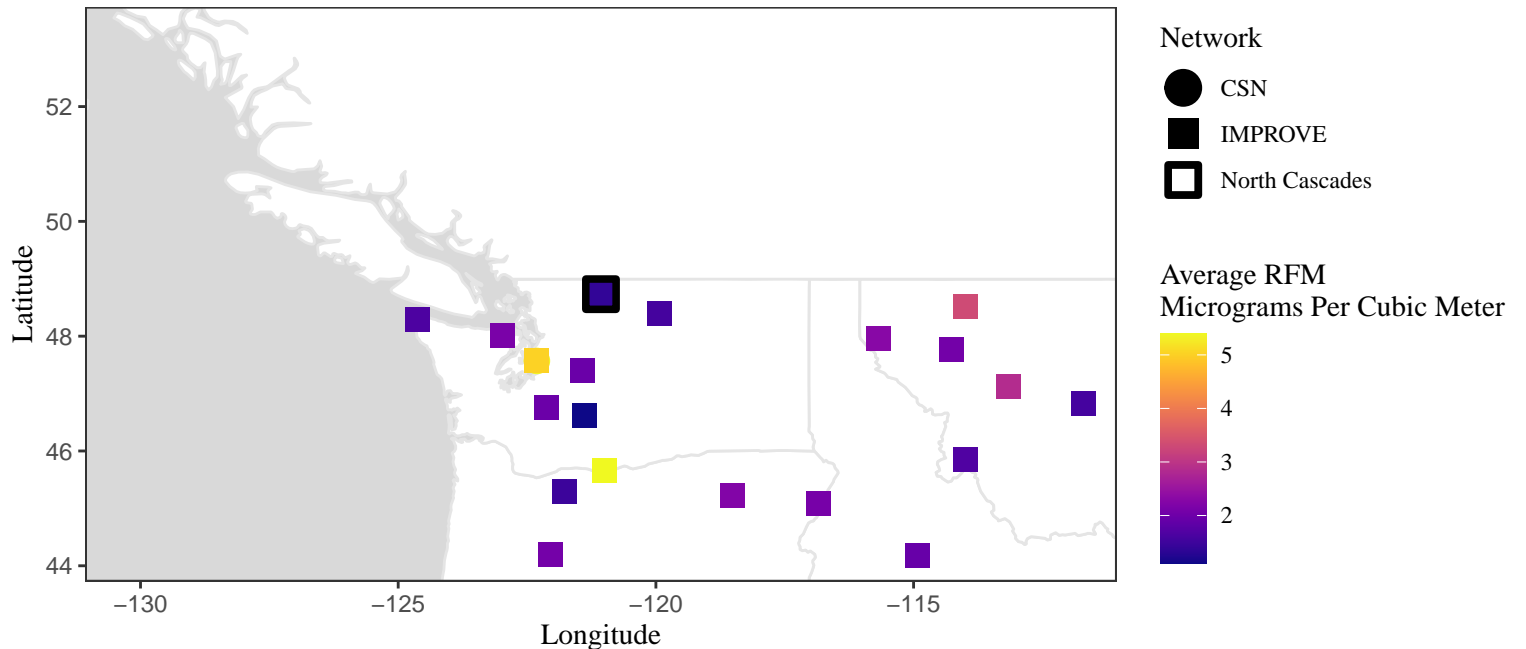 52
50
48
46
44
Latitude
−130
−125
−120
−115
Longitude
Network
CSN
IMPROVE
North Cascades
Average RFM
Micrograms Per Cubic Meter
5
4
3
2